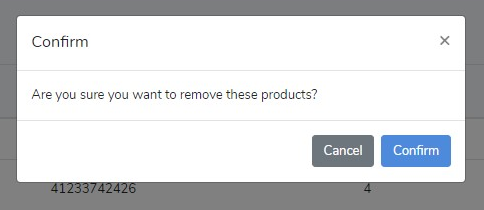 Confirm ×
Are you sure you want to remove these products?
Cancel Confirm
41233742426 4